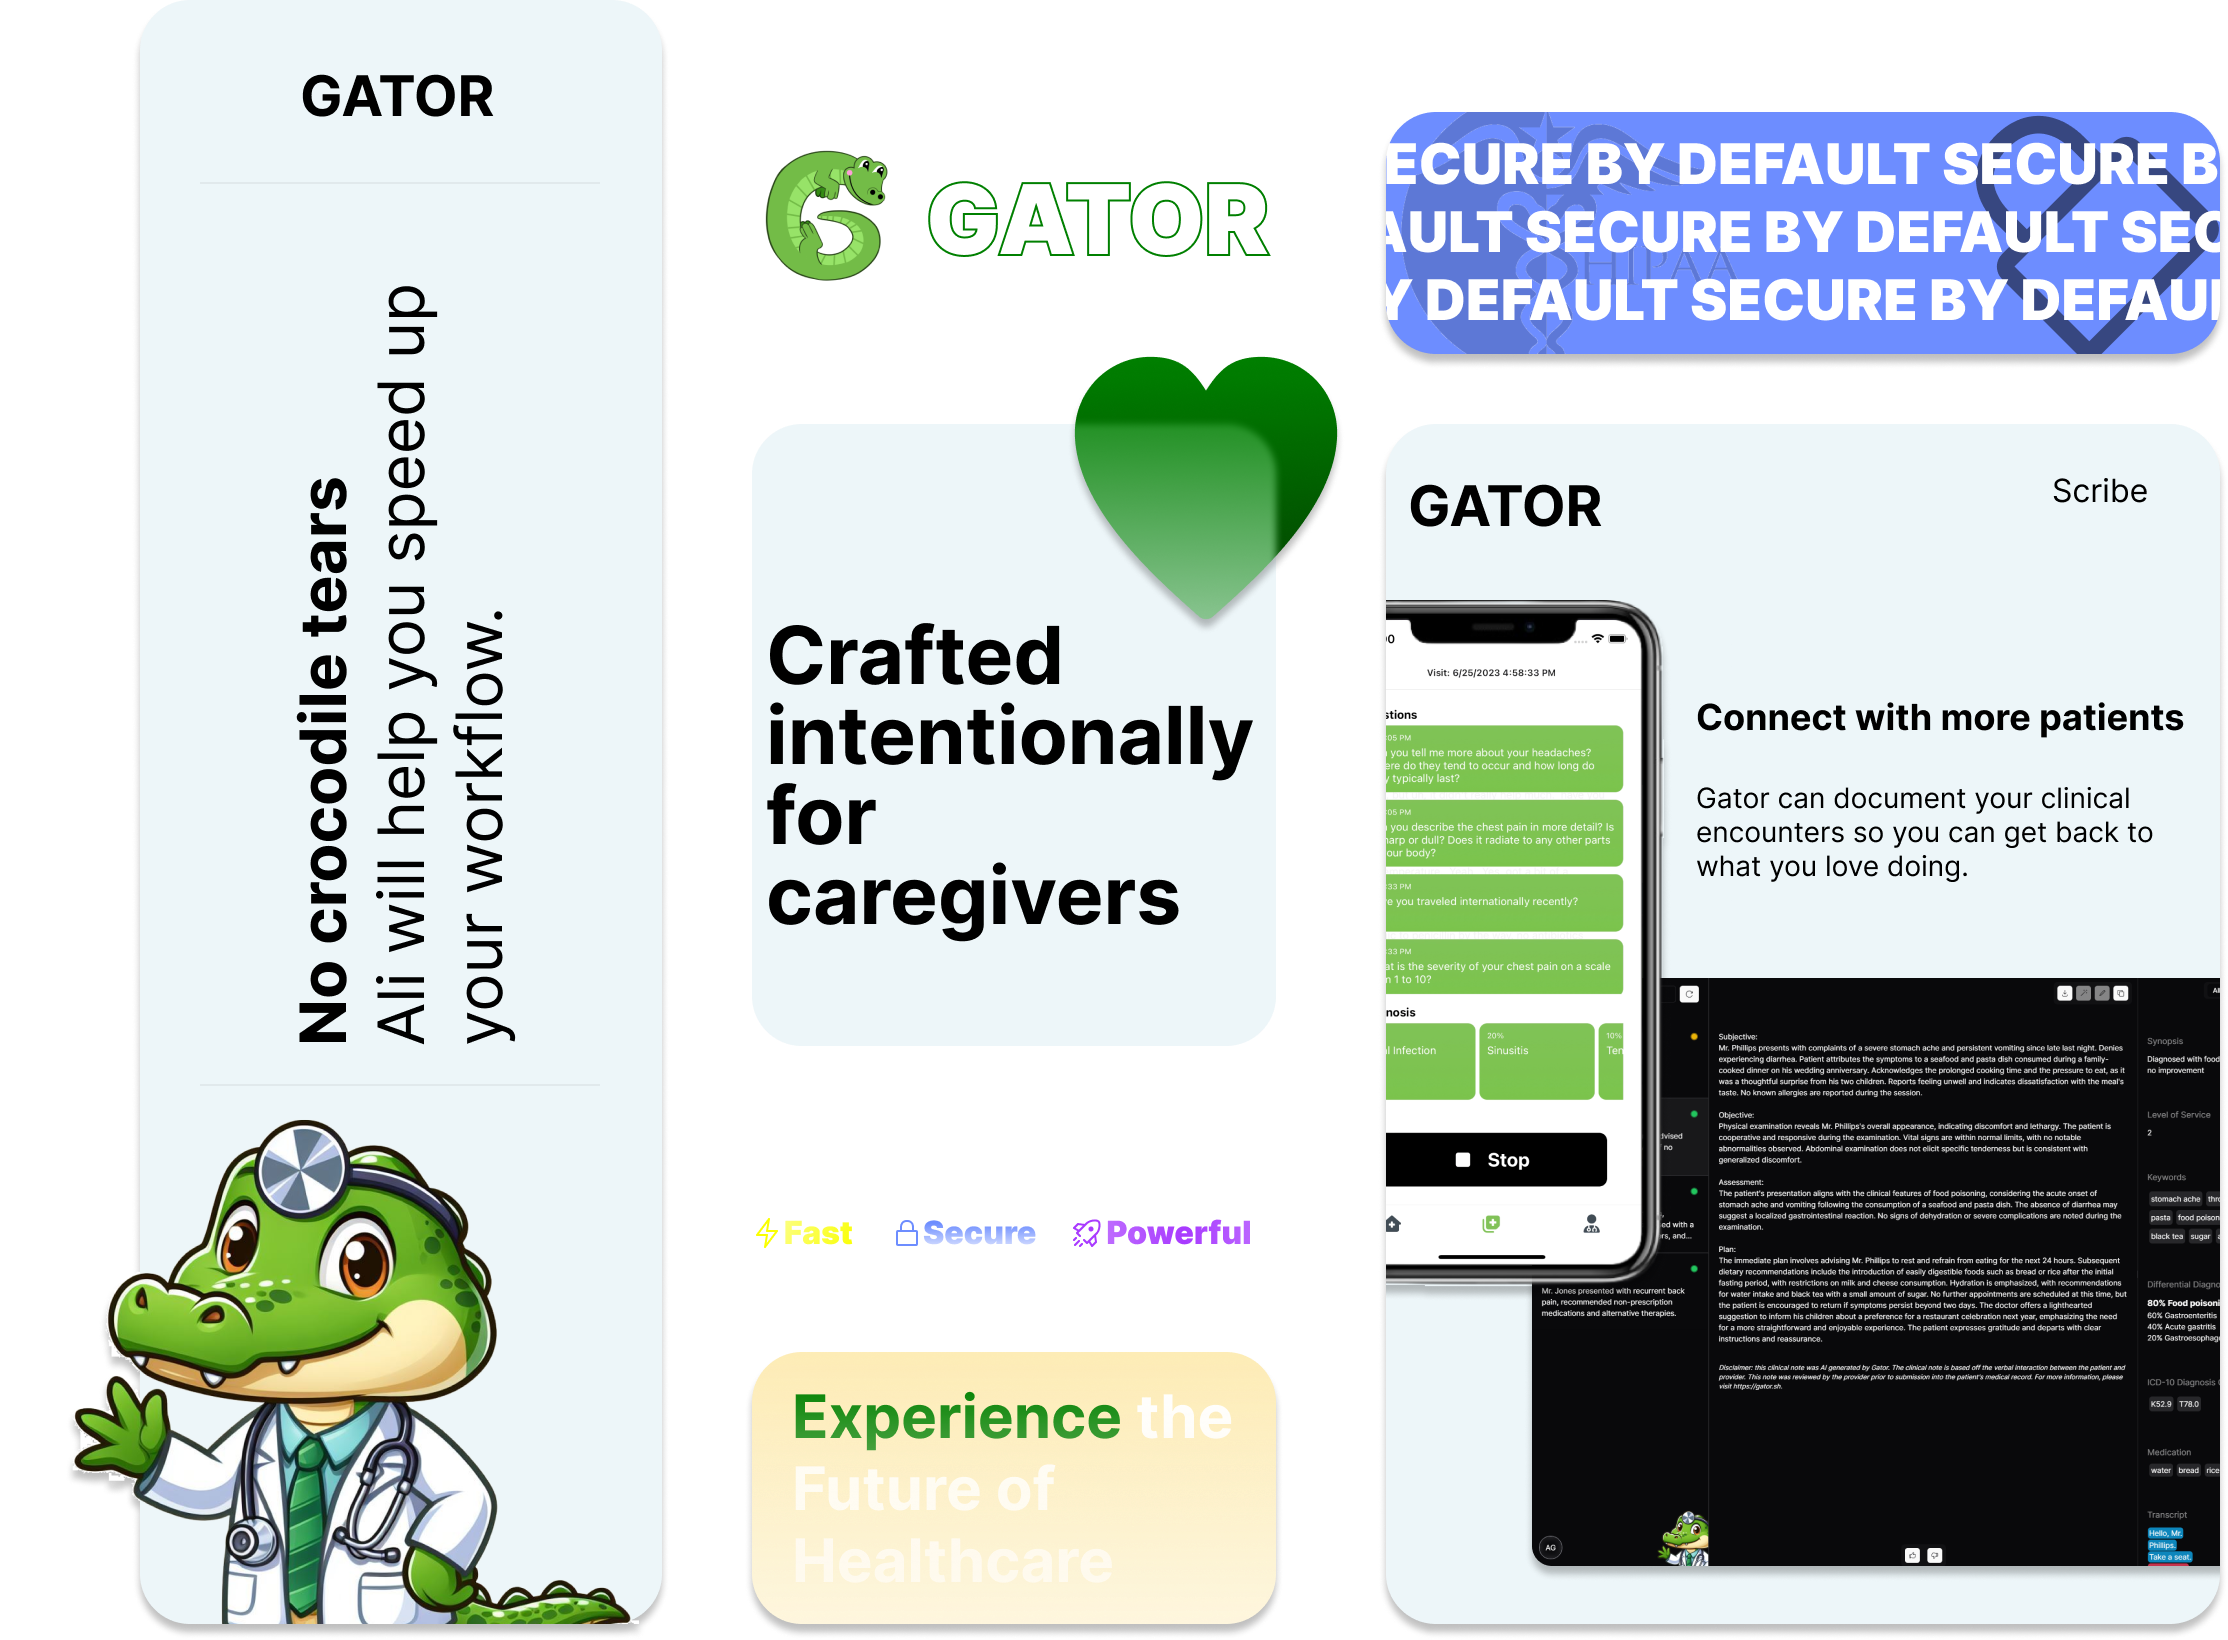 GATOR
No crocodile tears
Ali will help you speed up
your workflow.
GATOR
Crafted
intentionally
for
caregivers
Fast
Secure
Powerful
Experience the
Future of
Healthcare
ECURE BY DEFAULT SECURE B
AULT SECURE BY DEFAULT SEC
Y DEFAULT SECURE BY DEFAUL
HIPAA
GATOR
Scribe
Visit: 6/25/2023 4:58:33 PM
stions
:05 PM
you tell me more about your headaches?
ere do they tend to occur and how long do
y typically last?
:05 PM
you describe the chest pain in more detail? Is
harp or dull? Does it radiate to any other parts
our body?
:33 PM
e you traveled internationally recently?
:33 PM
at is the severity of your chest pain on a scale
m 1 to 10?
nosis
l Infection
20%
Sinusitis
10%
Ten
Stop
Connect with more patients
Gator can document your clinical
encounters so you can get back to
what you love doing.
dvised
no
sed with a
rs, and...
Mr. Jones presented with recurrent back
pain, recommended non-prescription
medications and alternative therapies.
AG
Subjective:
Mr. Phillips presents with complaints of a severe stomach ache and persistent vomiting since late last night. Denies
experiencing diarrhea. Patient attributes the symptoms to a seafood and pasta dish consumed during a family-
cooked dinner on his wedding anniversary. Acknowledges the prolonged cooking time and the pressure to eat, as it
was a thoughtful surprise from his two children. Reports feeling unwell and indicates dissatisfaction with the meal's
taste. No known allergies are reported during the session.
Objective:
Physical examination reveals Mr. Phillips's overall appearance, indicating discomfort and lethargy. The patient is
cooperative and responsive during the examination. Vital signs are within normal limits, with no notable
abnormalities observed. Abdominal examination does not elicit specific tenderness but is consistent with
generalized discomfort.
Assessment:
The patient's presentation aligns with the clinical features of food poisoning, considering the acute onset of
stomach ache and vomiting following the consumption of a seafood and pasta dish. The absence of diarrhea may
suggest a localized gastrointestinal reaction. No signs of dehydration or severe complications are noted during the
examination.
Plan:
The immediate plan involves advising Mr. Phillips to rest and refrain from eating for the next 24 hours. Subsequent
dietary recommendations include the introduction of easily digestible foods such as bread or rice after the initial
fasting period, with restrictions on milk and cheese consumption. Hydration is emphasized, with recommendations
for water intake and black tea with a small amount of sugar. No further appointments are scheduled at this time, but
the patient is encouraged to return if symptoms persist beyond two days. The doctor offers a lighthearted
suggestion to inform his children about a preference for a restaurant celebration next year, emphasizing the need
for a more straightforward and enjoyable experience. The patient expresses gratitude and departs with clear
instructions and reassurance.
Disclaimer: this clinical note was AI generated by Gator. The clinical note is based off the verbal interaction between the patient and
provider. This note was reviewed by the provider prior to submission into the patient's medical record. For more information, please
visit https://gator.sh.
Synopsis
Diagnosed with food
no improvement
Level of Service
2
Keywords
stomach ache thr
pasta food poison
black tea sugar
Differential Diagno
80% Food poisoni
60% Gastroenteritis
40% Acute gastritis
20% Gastroesophage
ICD-10 Diagnosis
K52.9 T78.0
Medication
water bread rice
Transcript
Hello, Mr.
Phillips.
Take a seat.